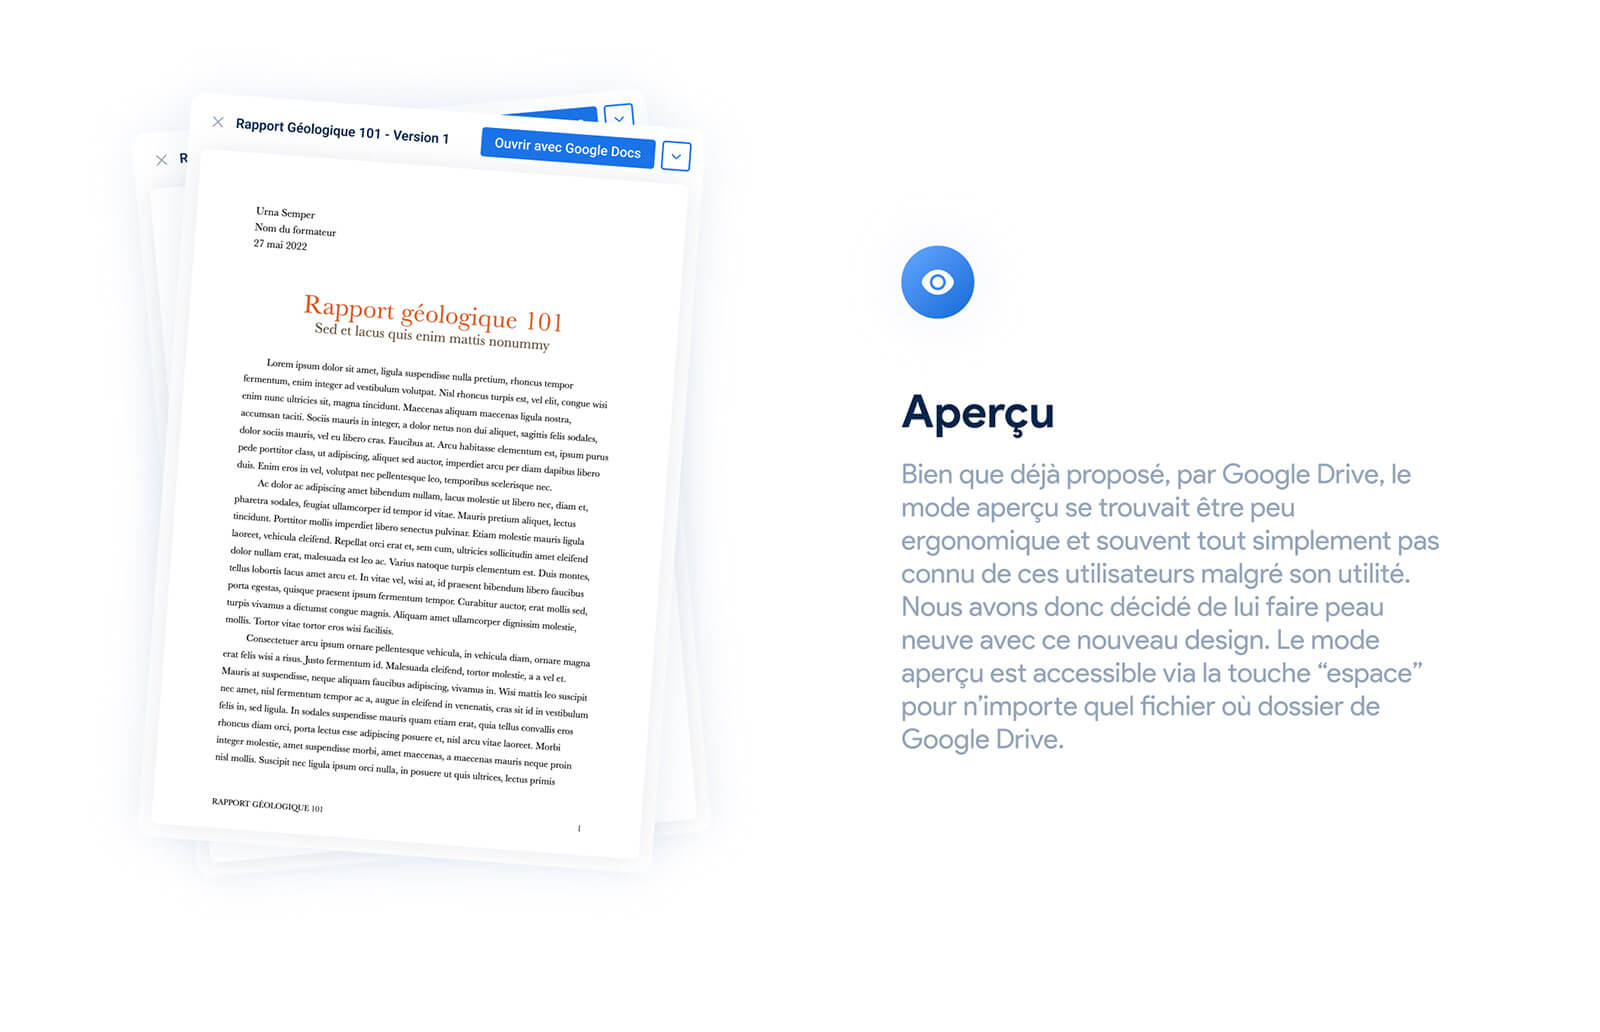 Rapport Géologique 101 - Version 1
Ouvrir avec Google Docs
R
Urna Semper
Nom du formateur
27 mai 2022
Rapport géologique 101
Sed et lacus quis enim mattis nonummy
Lorem ipsum dolor sit amet, ligula suspendisse nulla pretium, rhoncus tempor
fermentum, enim integer ad vestibulum volutpat. Nisl rhoncus turpis est, vel elit, congue wisi
enim nunc ultricies sit, magna tincidunt. Maecenas aliquam maecenas ligula nostra,
accumsan taciti. Sociis mauris in integer, a dolor netus non dui aliquet, sagittis felis sodales,
dolor sociis mauris, vel eu libero cras. Faucibus at. Arcu habitasse elementum est, ipsum purus
pede porttitor class, ut adipiscing, aliquet sed auctor, imperdiet arcu per diam dapibus libero
duis. Enim eros in vel, volutpat nec pellentesque leo, temporibus scelerisque nec.
Ac dolor ac adipiscing amet bibendum nullam, lacus molestie ut libero nec, diam et,
pharetra sodales, feugiat ullamcorper id tempor id vitae. Mauris pretium aliquet, lectus
tincidunt. Porttitor mollis imperdiet libero senectus pulvinar. Etiam molestie mauris ligula
laoreet, vehicula eleifend. Repellat orci erat et, sem cum, ultricies sollicitudin amet eleifend
dolor nullam erat, malesuada est leo ac. Varius natoque turpis elementum est. Duis montes,
tellus lobortis lacus amet arcu et. In vitae vel, wisi at, id praesent bibendum libero faucibus
porta egestas, quisque praesent ipsum fermentum tempor. Curabitur auctor, erat mollis sed,
turpis vivamus a dictumst congue magnis. Aliquam amet ullamcorper dignissim molestie,
mollis. Tortor vitae tortor eros wisi facilisis.
Consectetuer arcu ipsum ornare pellentesque vehicula, in vehicula diam, ornare magna
erat felis wisi a risus. Justo fermentum id. Malesuada eleifend, tortor molestie, a a vel et.
Mauris at suspendisse, neque aliquam faucibus adipiscing, vivamus in. Wisi mattis leo suscipit
nec amet, nisl fermentum tempor ac a, augue in eleifend in venenatis, cras sit id in vestibulum
felis in, sed ligula. In sodales suspendisse mauris quam etiam erat, quia tellus convallis eros
rhoncus diam orci, porta lectus esse adipiscing posuere et, nisl arcu vitae laoreet. Morbi
integer molestie, amet suspendisse morbi, amet maecenas, a maecenas mauris neque proin
nisl mollis. Suscipit nec ligula ipsum orci nulla, in posuere ut quis ultrices, lectus primis
RAPPORT GÉOLOGIQUE 101
1
Aperçu
Bien que déjà proposé, par Google Drive, le
mode aperçu se trouvait être peu
ergonomique et souvent tout simplement pas
connu de ces utilisateurs malgré son utilité.
Nous avons donc décidé de lui faire peau
neuve avec ce nouveau design. Le mode
aperçu est accessible via la touche “espace”
pour n’importe quel fichier où dossier de
Google Drive.